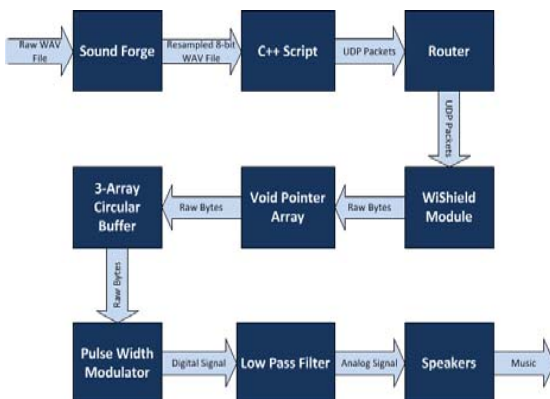 Raw WAV
File
Sound Forge
Resampled 8-bit
WAV File
C++ Script
UDP Packets
Router
UDP Packets
3-Array
Circular
Buffer
Raw Bytes
Void Pointer
Array
Raw Bytes
WiShield
Module
Raw Bytes
Pulse Width
Modulator
Digital Signal
Low Pass Filter
Analog Signal
Speakers
Music